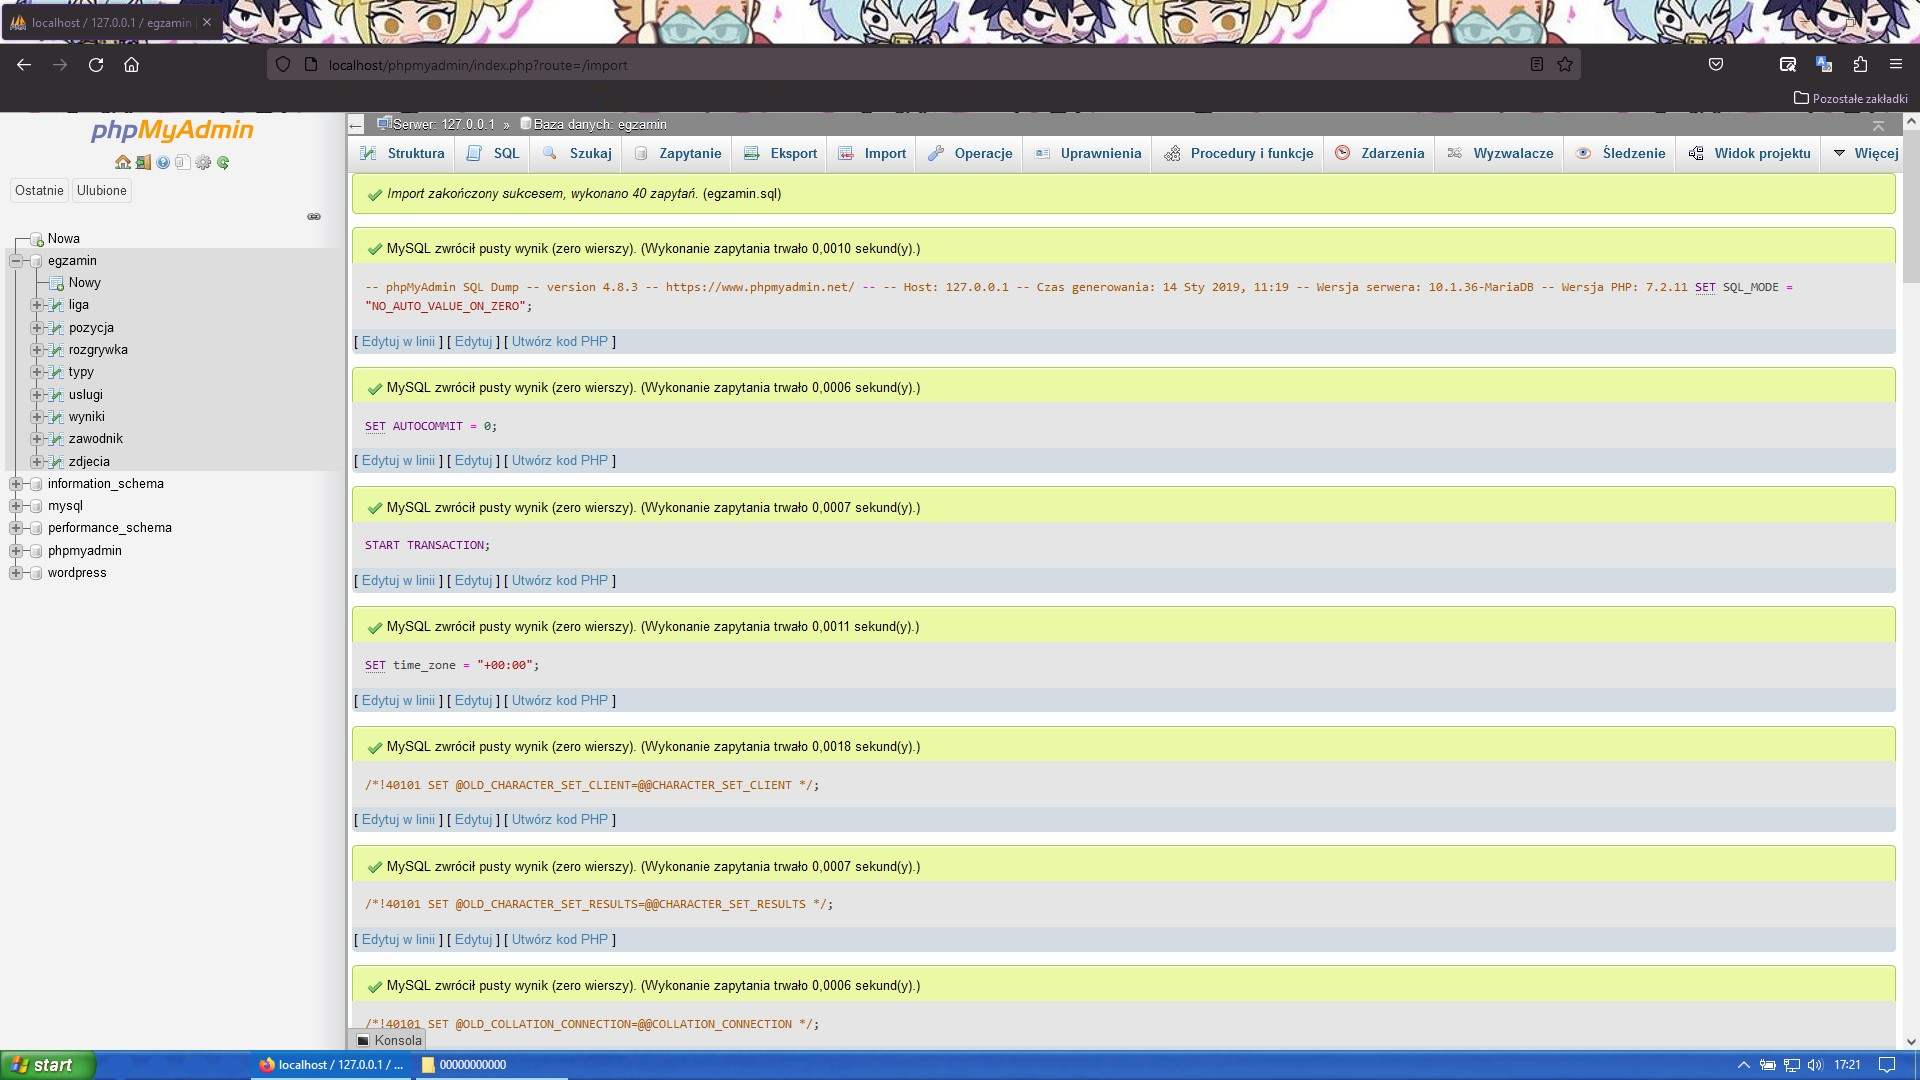 localhost / 127.0.0.1 / egzamin
localhost/phpmyadmin/index.php?route=/import
Pozostałe zakładki
phpMyAdmin
Ostatnie Ulubione
Nowa
egzamin
Nowy
liga
pozycja
rozgrywka
typy
uslugi
wyniki
zawodnik
zdjecia
information_schema
mysql
performance_schema
phpmyadmin
wordpress
Serwer: 127.0.0.1 » Baza danych: egzamin
Struktura SQL Szukaj Zapytanie Eksport Import Operacje Uprawnienia Procedury i funkcje Zdarzenia Wyzwalacze Śledzenie Widok projektu Więcej
Import zakończony sukcesem, wykonano 40 zapytań. (egzamin.sql)
MySQL zwrócił pusty wynik (zero wierszy). (Wykonanie zapytania trwało 0,0010 sekund(y).)
-- phpMyAdmin SQL Dump -- version 4.8.3 -- https://www.phpmyadmin.net/ -- -- Host: 127.0.0.1 -- Czas generowania: 14 Sty 2019, 11:19 -- Wersja serwera: 10.1.36-MariaDB -- Wersja PHP: 7.2.11 SET SQL_MODE =
"NO_AUTO_VALUE_ON_ZERO";
[ Edytuj w linii ] [ Edytuj ] [ Utwórz kod PHP ]
MySQL zwrócił pusty wynik (zero wierszy). (Wykonanie zapytania trwało 0,0006 sekund(y).)
SET AUTOCOMMIT = 0;
[ Edytuj w linii ] [ Edytuj ] [ Utwórz kod PHP ]
MySQL zwrócił pusty wynik (zero wierszy). (Wykonanie zapytania trwało 0,0007 sekund(y).)
START TRANSACTION;
[ Edytuj w linii ] [ Edytuj ] [ Utwórz kod PHP ]
MySQL zwrócił pusty wynik (zero wierszy). (Wykonanie zapytania trwało 0,0011 sekund(y).)
SET time_zone = "+00:00";
[ Edytuj w linii ] [ Edytuj ] [ Utwórz kod PHP ]
MySQL zwrócił pusty wynik (zero wierszy). (Wykonanie zapytania trwało 0,0018 sekund(y).)
/*!40101 SET @OLD_CHARACTER_SET_CLIENT=@@CHARACTER_SET_CLIENT */;
[ Edytuj w linii ] [ Edytuj ] [ Utwórz kod PHP ]
MySQL zwrócił pusty wynik (zero wierszy). (Wykonanie zapytania trwało 0,0007 sekund(y).)
/*!40101 SET @OLD_CHARACTER_SET_RESULTS=@@CHARACTER_SET_RESULTS */;
[ Edytuj w linii ] [ Edytuj ] [ Utwórz kod PHP ]
MySQL zwrócił pusty wynik (zero wierszy). (Wykonanie zapytania trwało 0,0006 sekund(y).)
/*!40101 SET @OLD_COLLATION_CONNECTION=@@COLLATION_CONNECTION */;
Konsola
start localhost / 127.0.0.1 / ... 00000000000 17:21